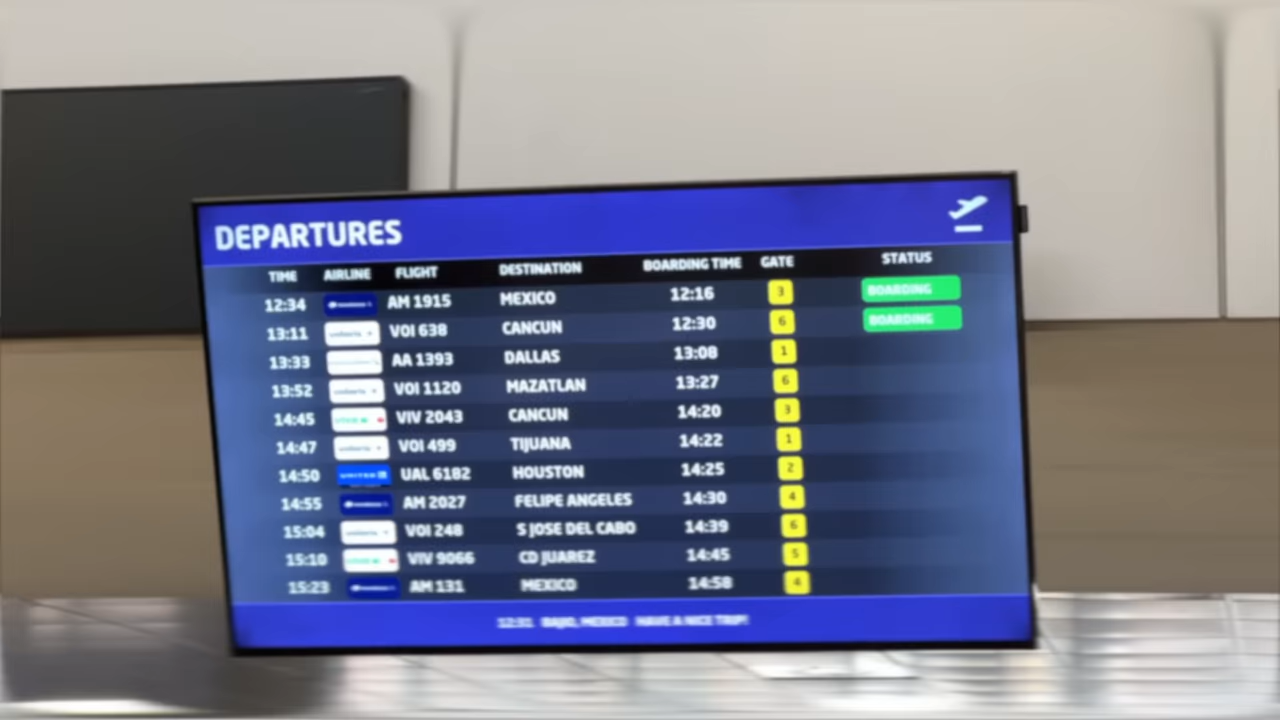 DEPARTURES
TIME AIRLINE FLIGHT DESTINATION BOARDING TIME GATE STATUS
12:34 AM 1915 MEXICO 12:16 3 BOARDING
13:11 VOI 638 CANCUN 12:30 6 BOARDING
13:33 AA 1393 DALLAS 13:08 1
13:52 VOI 1120 MAZATLAN 13:27 6
14:45 VIV 2043 CANCUN 14:20 3
14:47 VOI 499 TIJUANA 14:22 1
14:50 UNITED UAL 6182 HOUSTON 14:25 2
14:55 AM 2027 FELIPE ANGELES 14:30 4
15:04 VOI 248 S JOSE DEL CABO 14:39 6
15:10 VIV 9066 CD JUAREZ 14:45 5
15:23 AM 131 MEXICO 14:58 4
12:31 BAJIO, MEXICO HAVE A NICE TRIP!